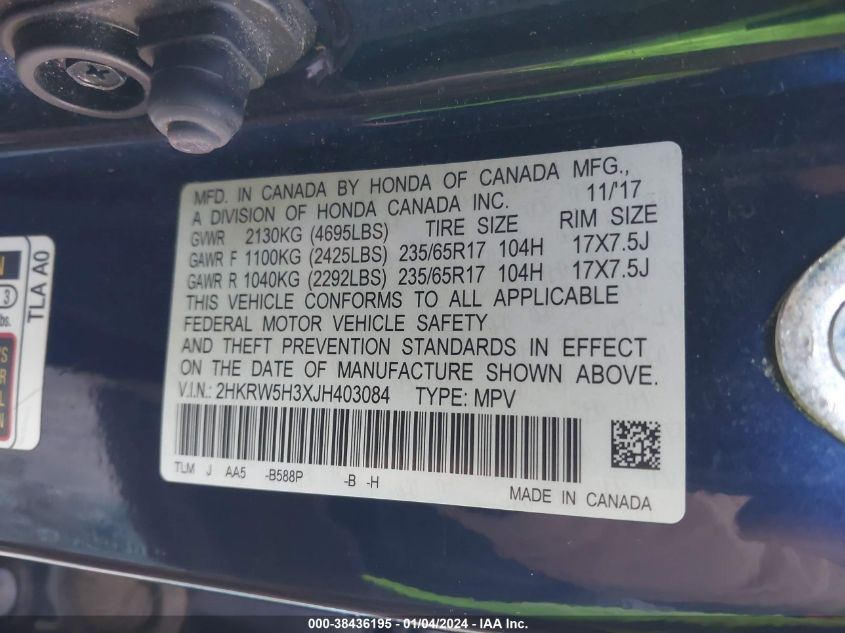 MFD. IN CANADA BY HONDA OF CANADA MFG.,
A DIVISION OF HONDA CANADA INC. 11/'17
GVWR 2130KG (4695LBS) TIRE SIZE RIM SIZE
GAWR F 1100KG (2425LBS) 235/65R17 104H 17X7.5J
GAWR R 1040KG (2292LBS) 235/65R17 104H 17X7.5J
THIS VEHICLE CONFORMS TO ALL APPLICABLE
FEDERAL MOTOR VEHICLE SAFETY
AND THEFT PREVENTION STANDARDS IN EFFECT
ON THE DATE OF MANUFACTURE SHOWN ABOVE.
V.I.N.: 2HKRW5H3XJH403084 TYPE: MPV
TLM J AA5 -B588P -B -H
MADE IN CANADA
TLA A0
3
000-38436195 - 01/04/2024 - IAA Inc.